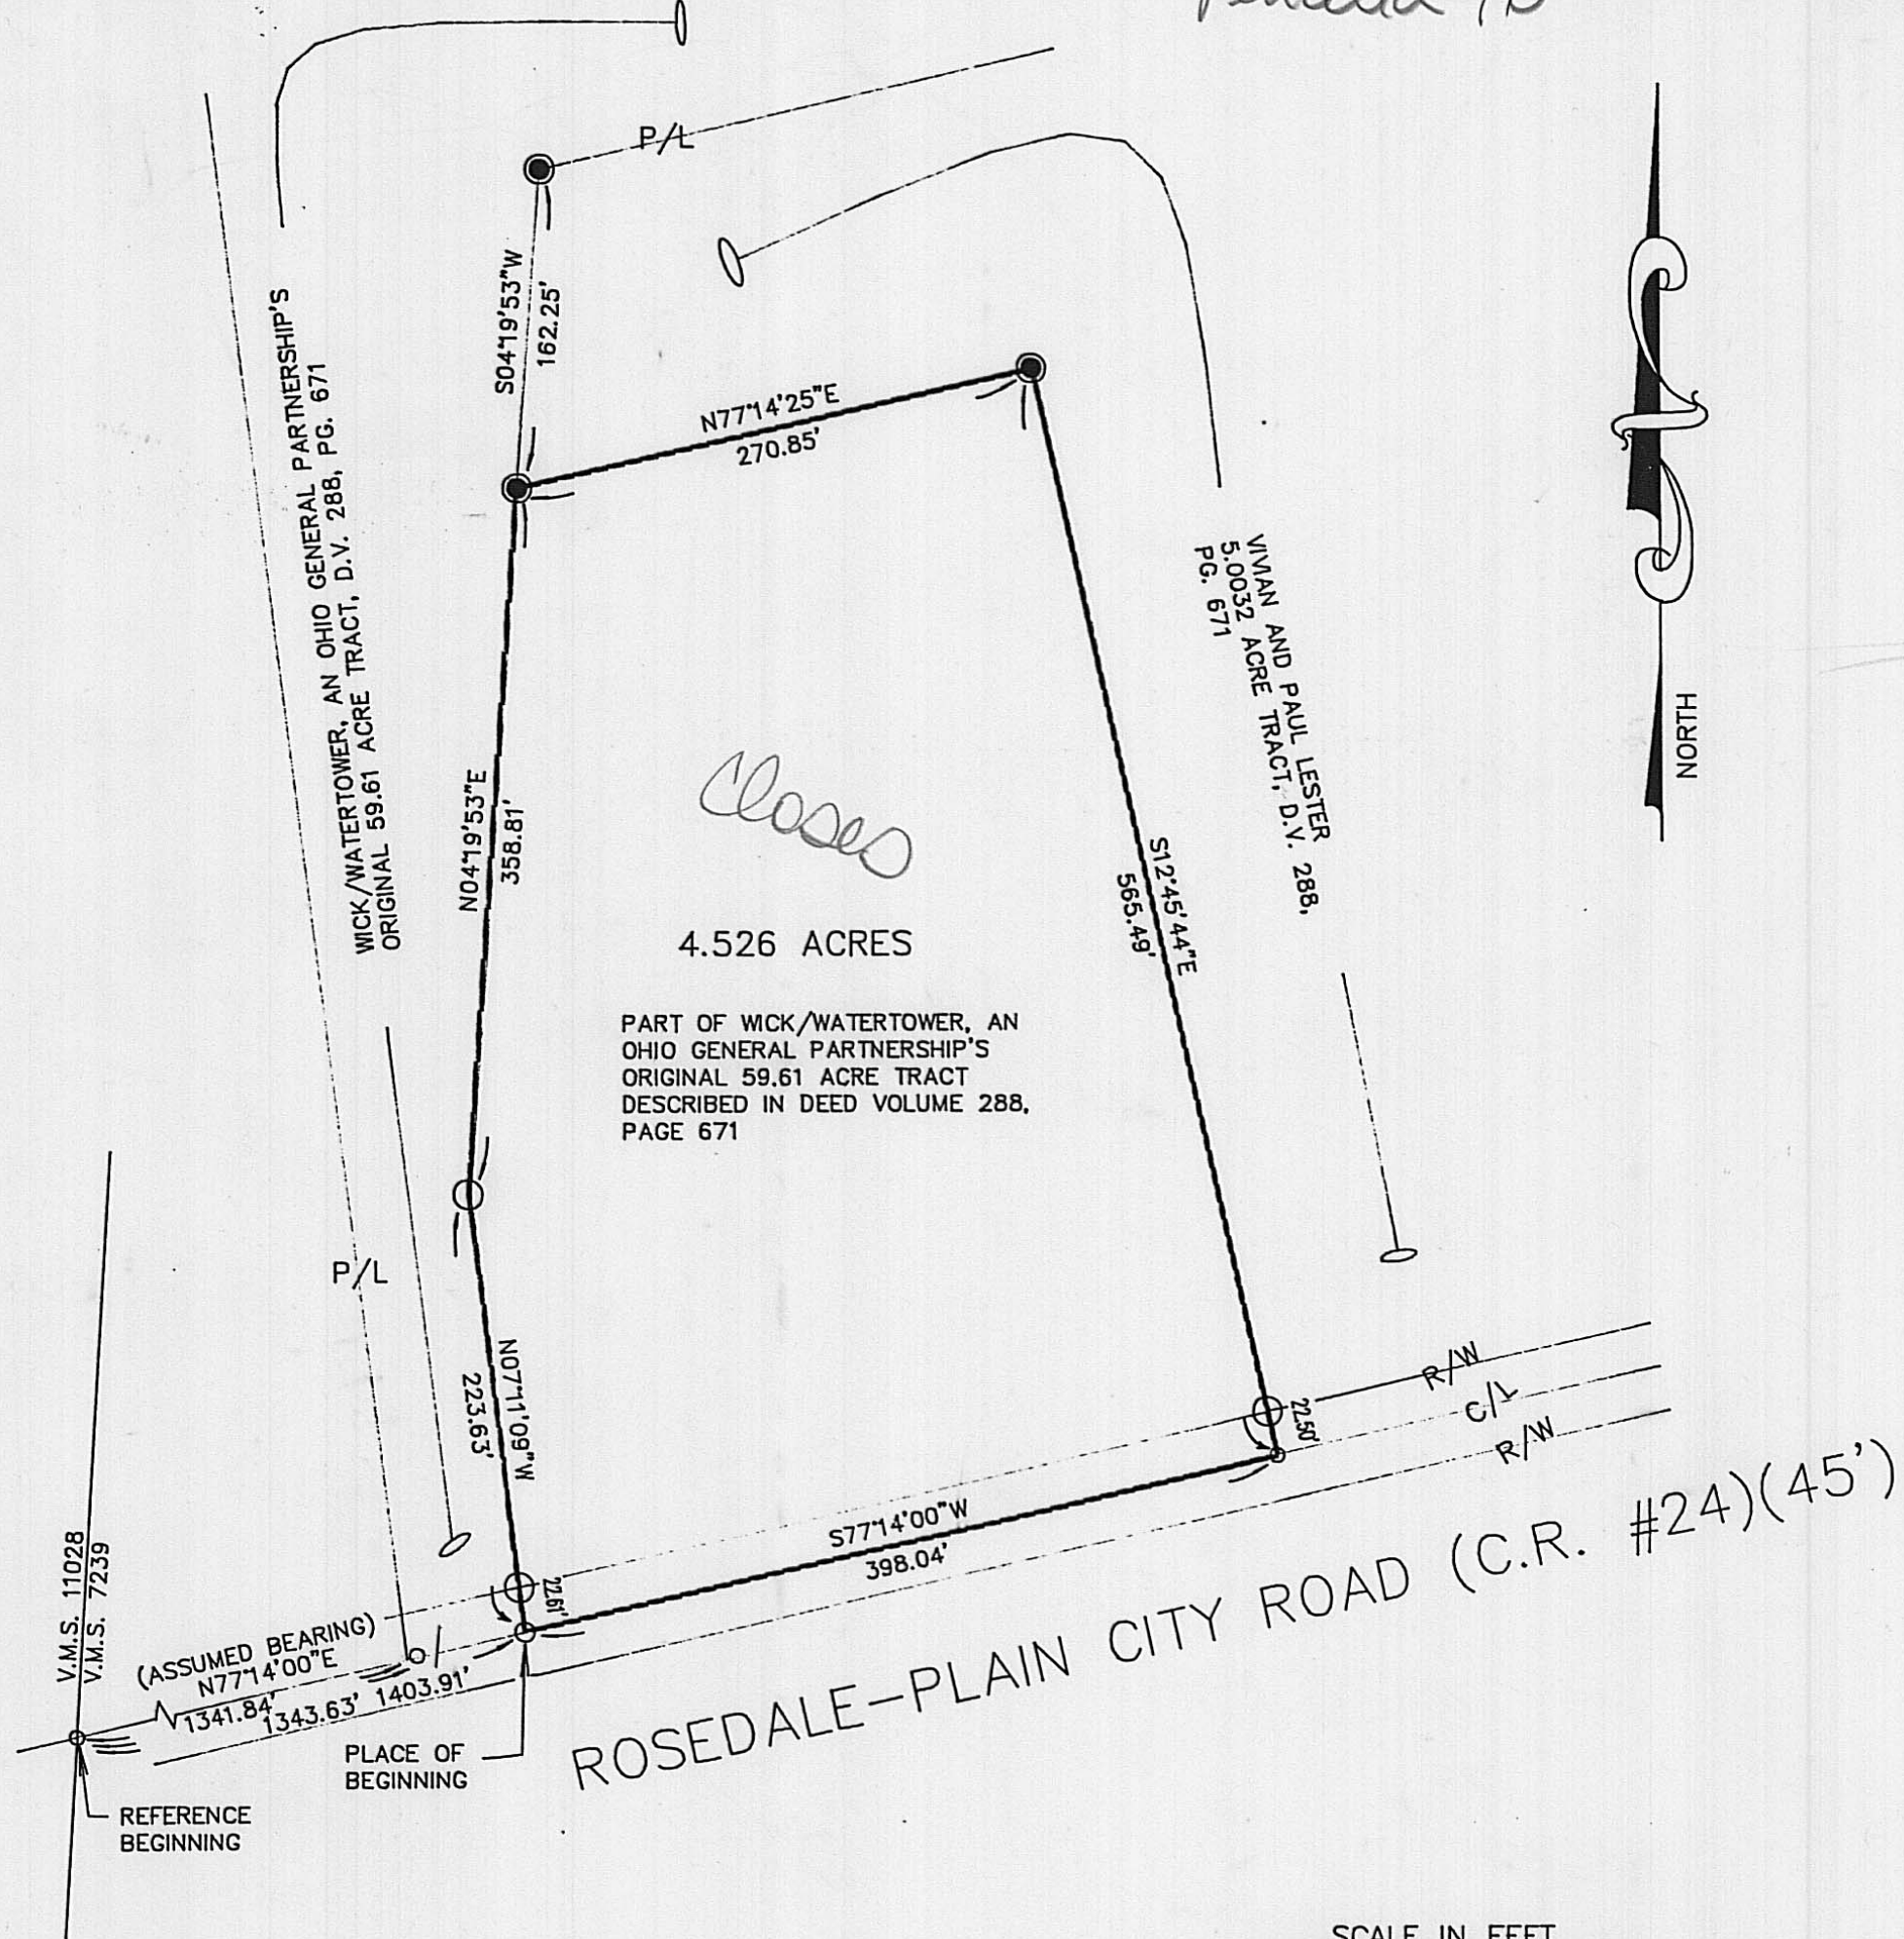 P/L
S04°19'53"W
162.25'
N77°14'25"E
270.85'
WICK/WATERTOWER, AN OHIO GENERAL PARTNERSHIP'S
ORIGINAL 59.61 ACRE TRACT, D.V. 288, PG. 671
VIVIAN AND PAUL LESTER
5.0032 ACRE TRACT, D.V. 288,
PG. 671
NORTH
N04°19'53"E
358.81'
Closes
S12°45'44"E
565.49'
4.526 ACRES
PART OF WICK/WATERTOWER, AN
OHIO GENERAL PARTNERSHIP'S
ORIGINAL 59.61 ACRE TRACT
DESCRIBED IN DEED VOLUME 288,
PAGE 671
P/L
N07°11'09"W
223.63'
R/W
C/L
R/W
22.50'
S77°14'00"W
398.04'
22.61'
ROSEDALE-PLAIN CITY ROAD (C.R. #24)(45')
V.M.S. 11028
V.M.S. 7239
(ASSUMED BEARING)
N77°14'00"E
1341.84'
1343.63'
1403.91'
PLACE OF
BEGINNING
REFERENCE
BEGINNING
SCALE IN FEET